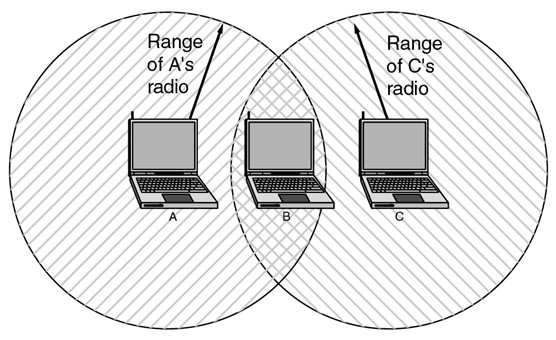 Range
of A's
radio
Range
of C's
radio
A
B
C